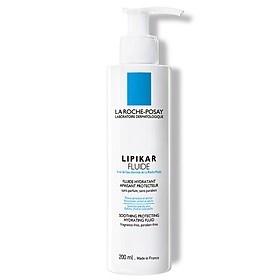 LA ROCHE-POSAY
LABORATOIRE DERMATOLOGIQUE
LIPIKAR
FLUIDE
FLUIDE HYDRATANT
APAISANT PROTECTEUR
sans parfum, sans paraben
SOOTHING PROTECTING
HYDRATING FLUID
Fragrance-free, paraben-free
200 ml . Made in France